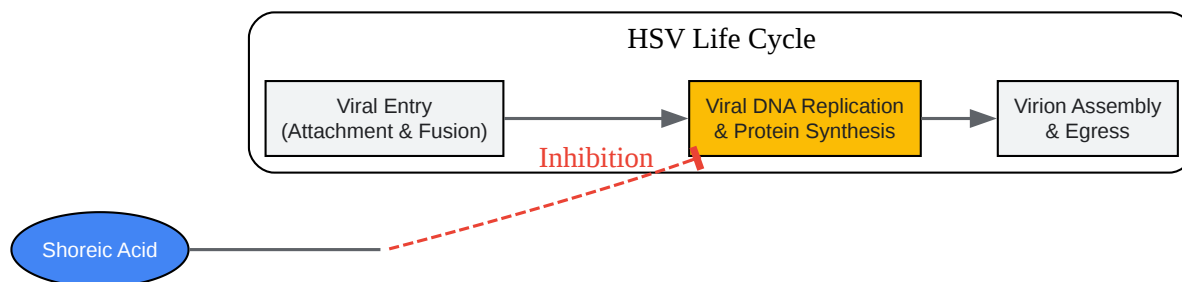 HSV Life Cycle
Viral Entry
(Attachment & Fusion)
Viral DNA Replication
& Protein Synthesis
Virion Assembly
& Egress
Inhibition
Shoreic Acid